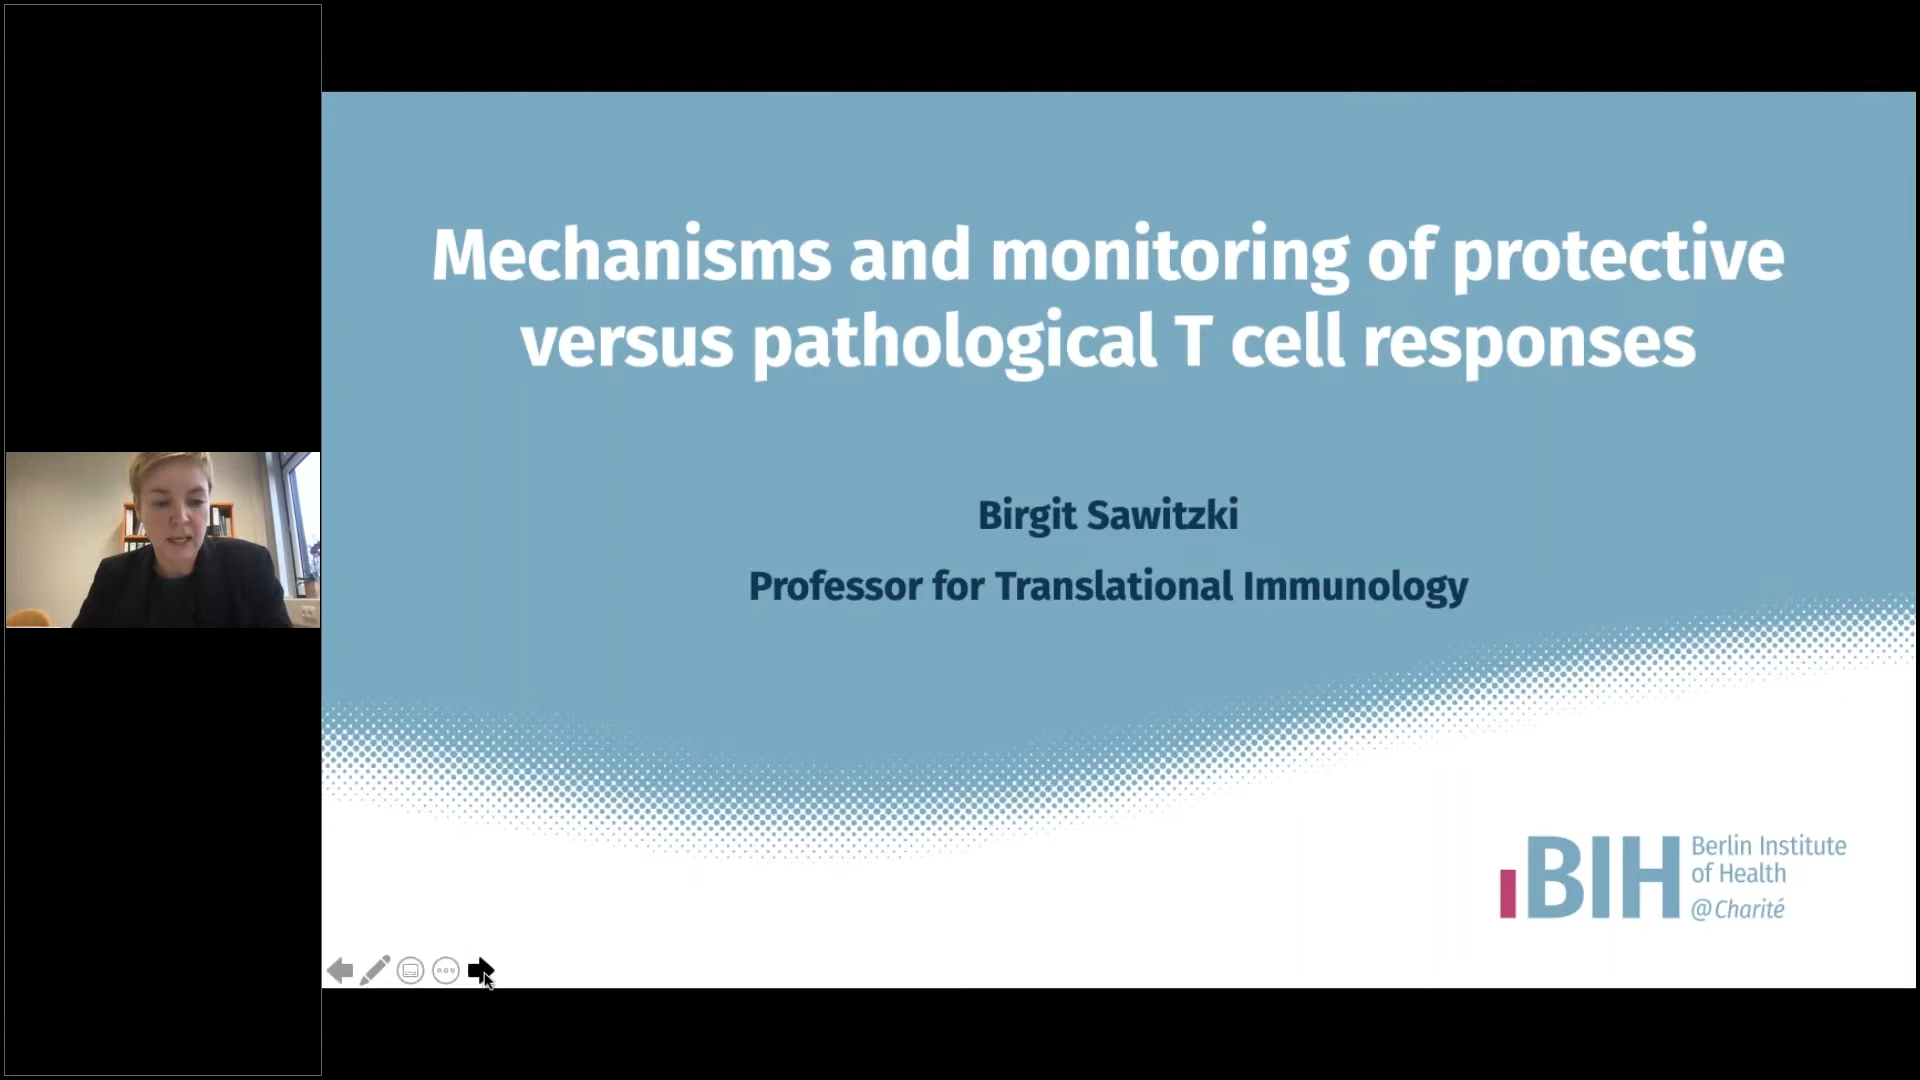 Mechanisms and monitoring of protective
versus pathological T cell responses
Birgit Sawitzki
Professor for Translational Immunology
BIH
Berlin Institute
of Health
@Charité